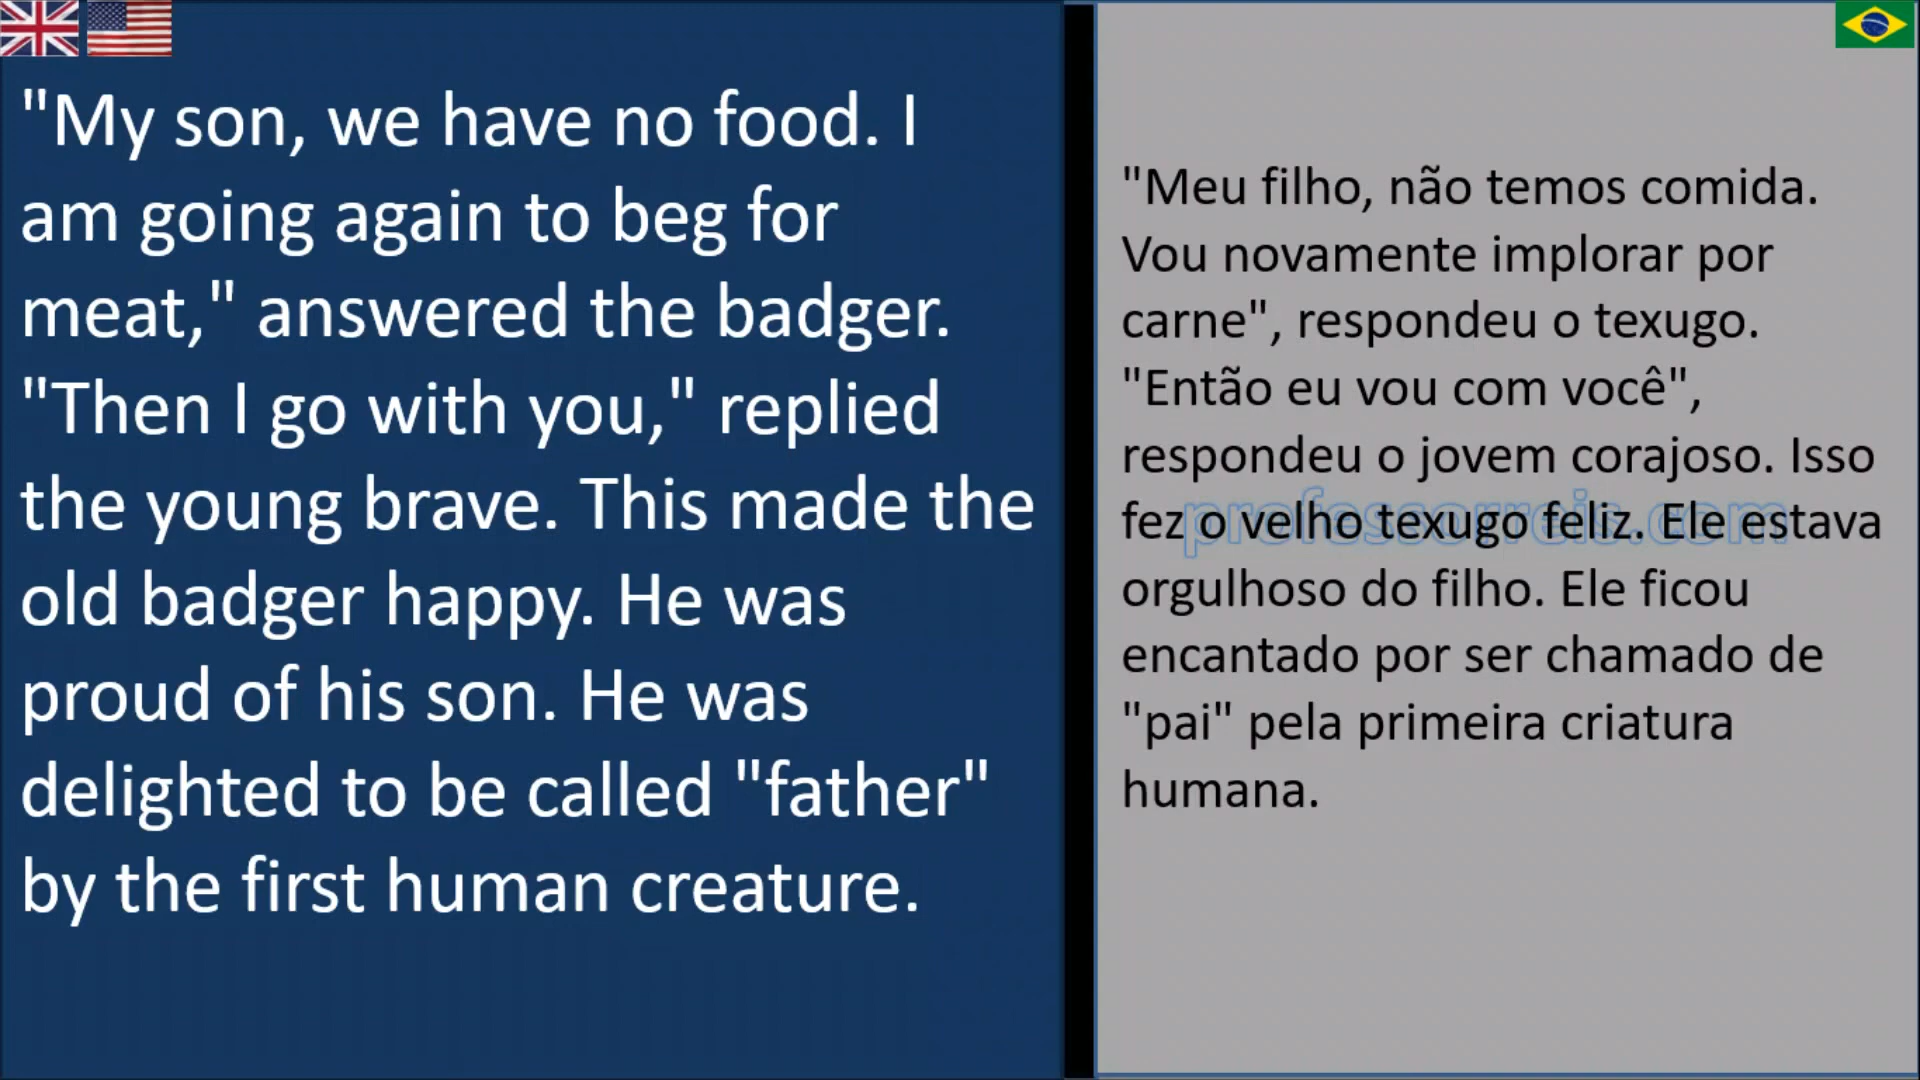 "My son, we have no food. I
am going again to beg for
meat," answered the badger.
"Then I go with you," replied
the young brave. This made the
old badger happy. He was
proud of his son. He was
delighted to be called "father"
by the first human creature.
"Meu filho, não temos comida.
Vou novamente implorar por
carne", respondeu o texugo.
"Então eu vou com você",
respondeu o jovem corajoso. Isso
fez o velho texugo feliz. Ele estava
orgulhoso do filho. Ele ficou
encantado por ser chamado de
"pai" pela primeira criatura
humana.
professorreis.com